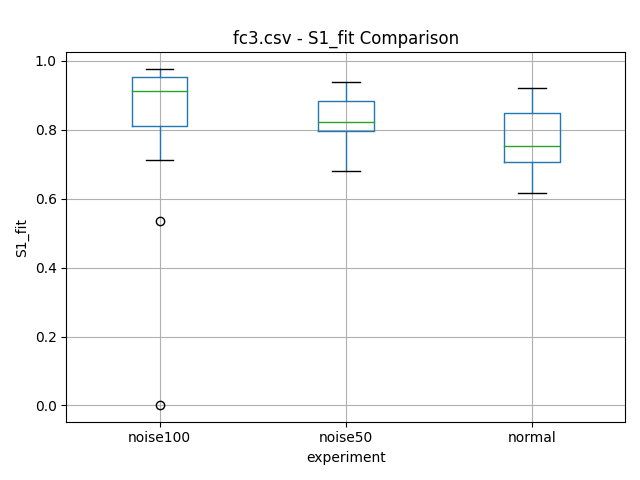 fc3.csv - S1_fit Comparison
1.0
0.8
0.6
0.4
0.2
0.0
S1_fit
noise100 noise50 normal
experiment